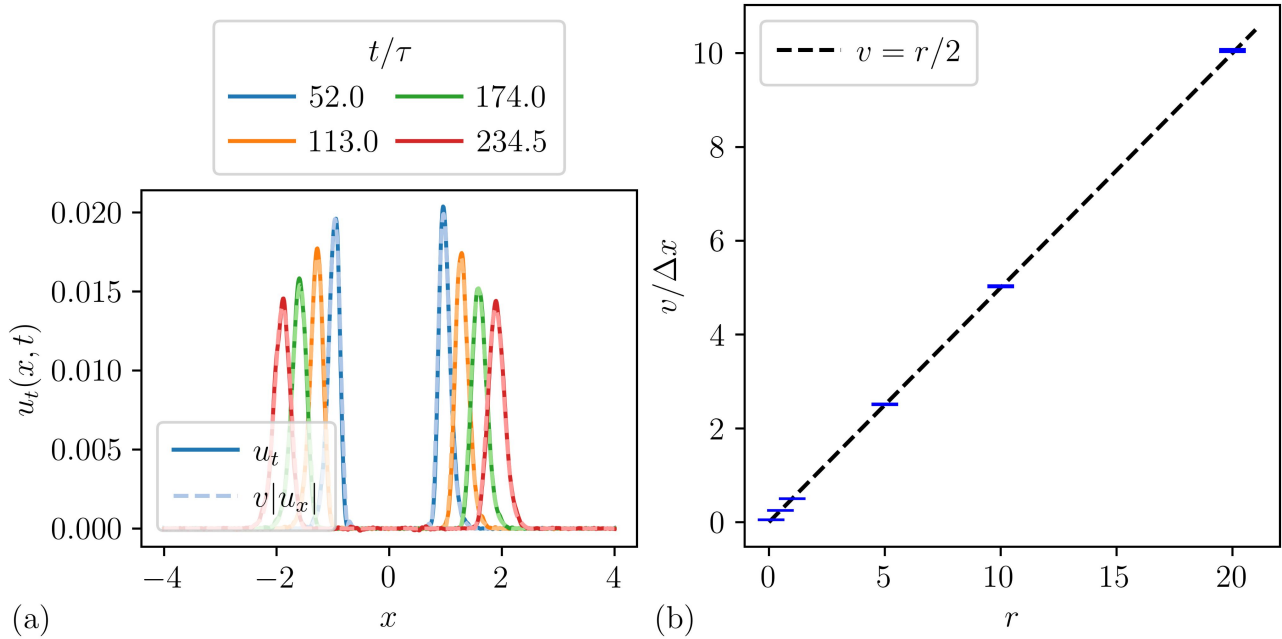 t/τ
52.0 174.0
113.0 234.5
0.020
0.015
0.010
0.005
0.000
u_t(x, t)
u_t
v|u_x|
−4 −2 0 2 4
x
(a)
v = r/2
10
8
6
4
2
0
v/Δx
0 5 10 15 20
r
(b)